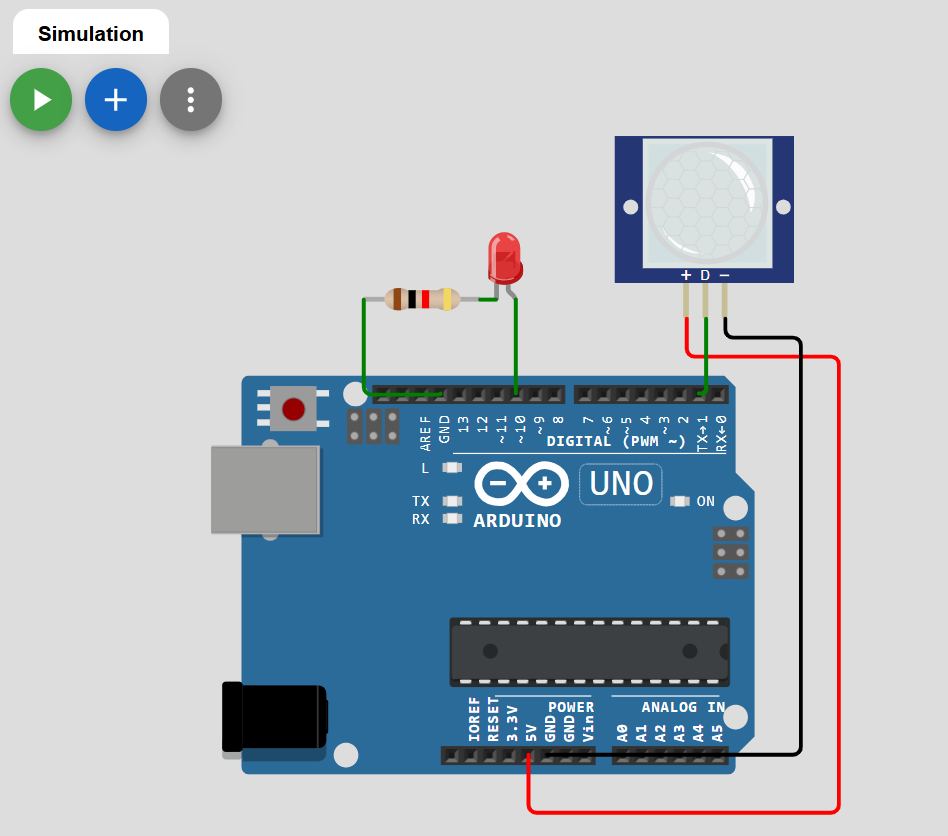 Simulation
+ D −
AREF
GND
13
12
~11
~10
~9
8
7
~6
~5
4
~3
2
TX→1
RX←0
DIGITAL (PWM ~)
L
TX
RX
UNO
ON
ARDUINO
IOREF
RESET
3.3V
5V
GND
GND
Vin
POWER
ANALOG IN
A0
A1
A2
A3
A4
A5